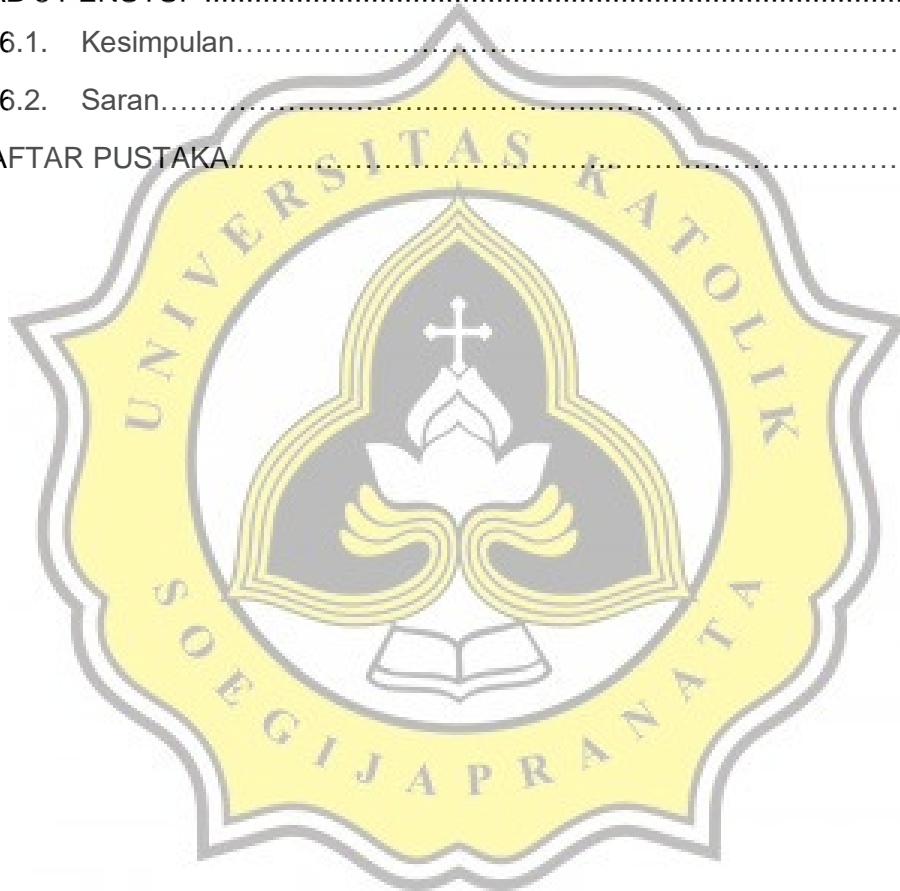 6.1. Kesimpulan
6.2. Saran
AFTAR PUSTAKA
UNIVERSITAS KATOLIK
SOEGIJAPRANATA